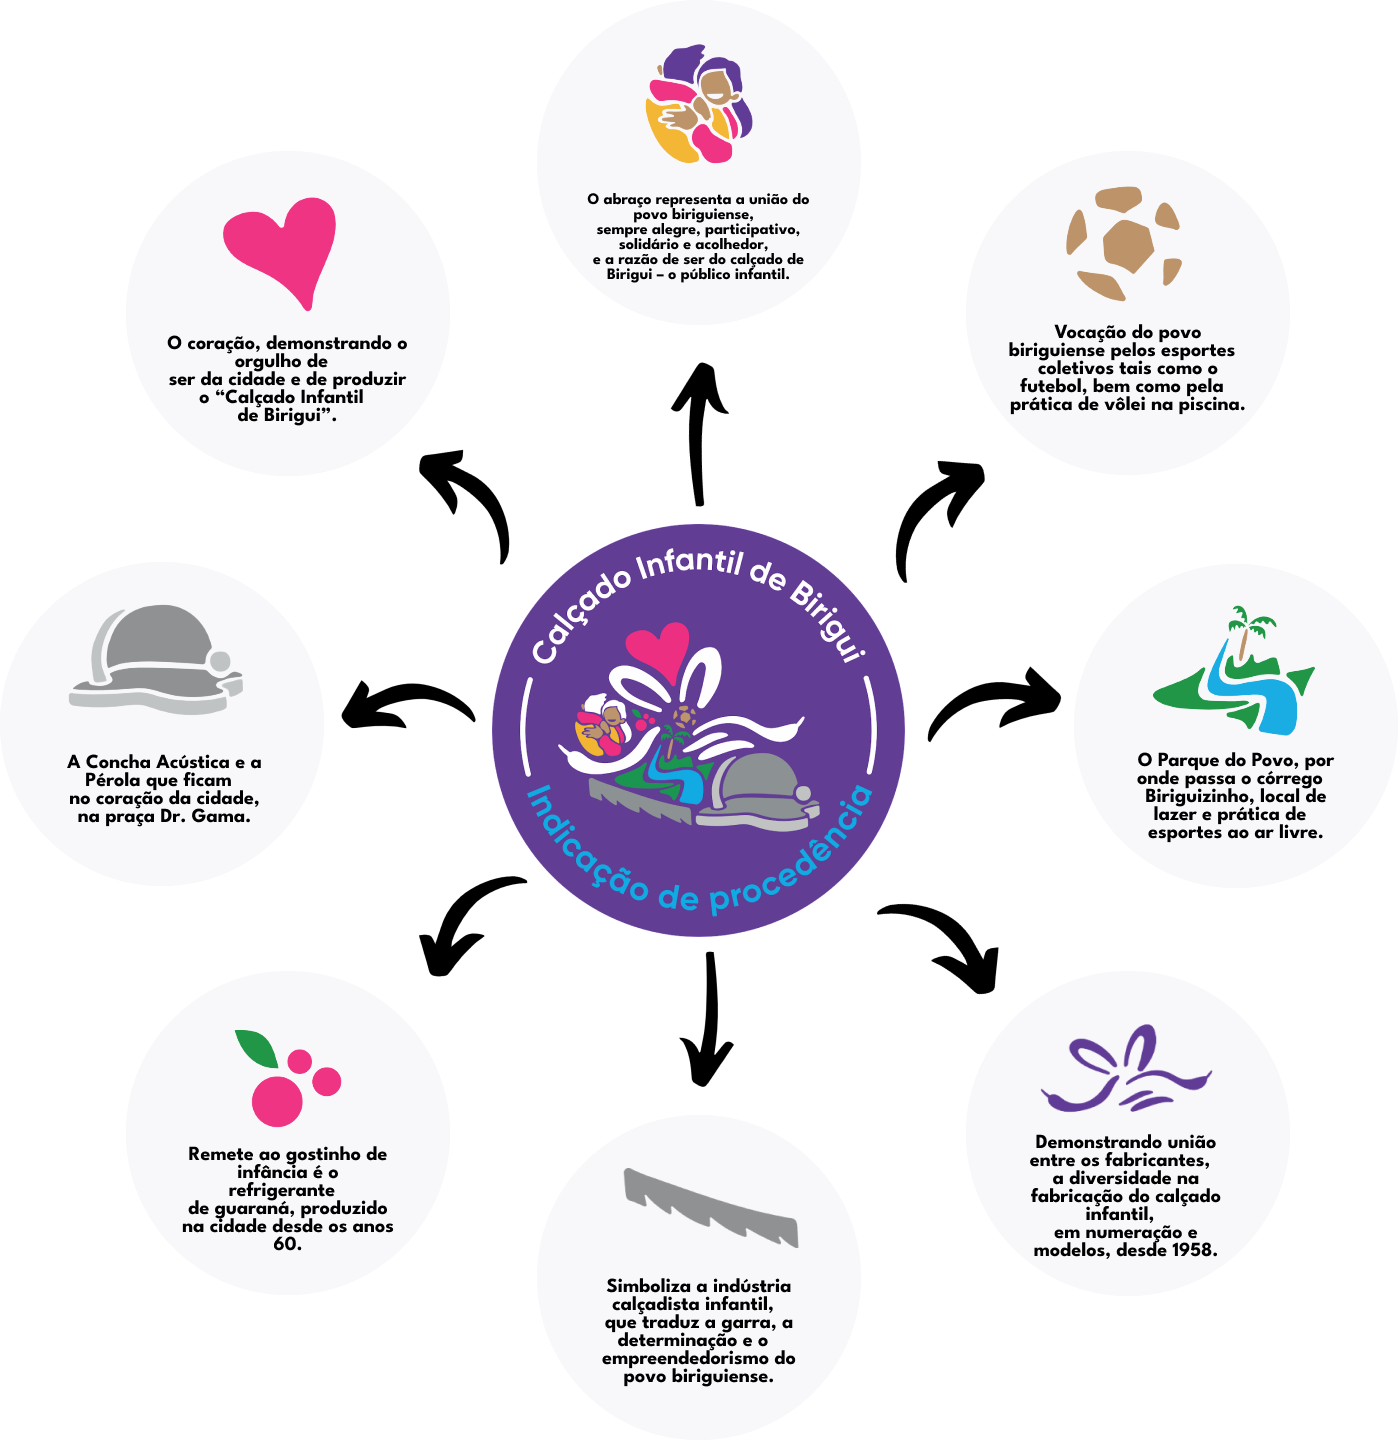 O abraço representa a união do
povo biriguiense,
sempre alegre, participativo,
solidário e acolhedor,
e a razão de ser do calçado de
Birigui – o público infantil.
O coração, demonstrando o
orgulho de
ser da cidade e de produzir
o “Calçado Infantil
de Birigui”.
Vocação do povo
biriguiense pelos esportes
coletivos tais como o
futebol, bem como pela
prática de vôlei na piscina.
Calçado Infantil de Birigui
Indicação de procedência
A Concha Acústica e a
Pérola que ficam
no coração da cidade,
na praça Dr. Gama.
O Parque do Povo, por
onde passa o córrego
Biriguizinho, local de
lazer e prática de
esportes ao ar livre.
Remete ao gostinho de
infância é o
refrigerante
de guaraná, produzido
na cidade desde os anos
60.
Demonstrando união
entre os fabricantes,
a diversidade na
fabricação do calçado
infantil,
em numeração e
modelos, desde 1958.
Simboliza a indústria
calçadista infantil,
que traduz a garra, a
determinação e o
empreendedorismo do
povo biriguiense.